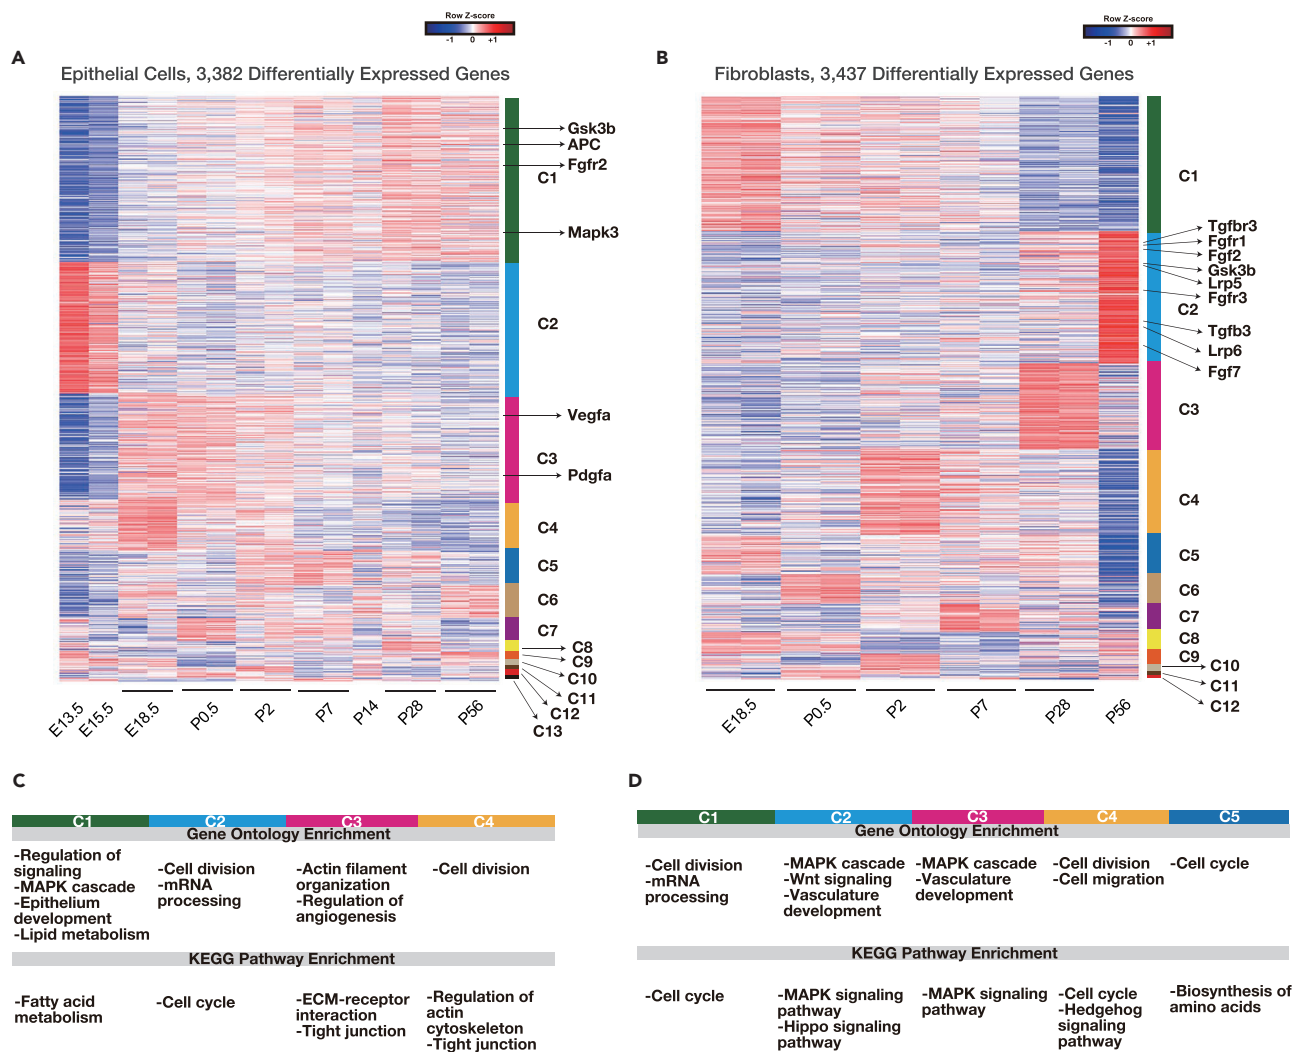 Row Z-score
-1 0 +1
A
Epithelial Cells, 3,382 Differentially Expressed Genes
Gsk3b
APC
Fgfr2
C1
Mapk3
C2
Vegfa
C3
Pdgfa
C4
C5
C6
C7
C8
C9
C10
C11
C12
C13
E13.5
E15.5
E18.5
P0.5
P2
P7
P14
P28
P56
Row Z-score
-1 0 +1
B
Fibroblasts, 3,437 Differentially Expressed Genes
C1
Tgfbr3
Fgfr1
Fgf2
Gsk3b
Lrp5
Fgfr3
C2
Tgfb3
Lrp6
Fgf7
C3
C4
C5
C6
C7
C8
C9
C10
C11
C12
E18.5
P0.5
P2
P7
P28
P56
C
C1 C2 C3 C4
Gene Ontology Enrichment
-Regulation of
signaling
-MAPK cascade
-Epithelium
development
-Lipid metabolism
-Cell division
-mRNA
processing
-Actin filament
organization
-Regulation of
angiogenesis
-Cell division
KEGG Pathway Enrichment
-Fatty acid
metabolism
-Cell cycle
-ECM-receptor
interaction
-Tight junction
-Regulation of
actin
cytoskeleton
-Tight junction
D
C1 C2 C3 C4 C5
Gene Ontology Enrichment
-Cell division
-mRNA
processing
-MAPK cascade
-Wnt signaling
-Vasculature
development
-MAPK cascade
-Vasculature
development
-Cell division
-Cell migration
-Cell cycle
KEGG Pathway Enrichment
-Cell cycle
-MAPK signaling
pathway
-Hippo signaling
pathway
-MAPK signaling
pathway
-Cell cycle
-Hedgehog
signaling
pathway
-Biosynthesis of
amino acids